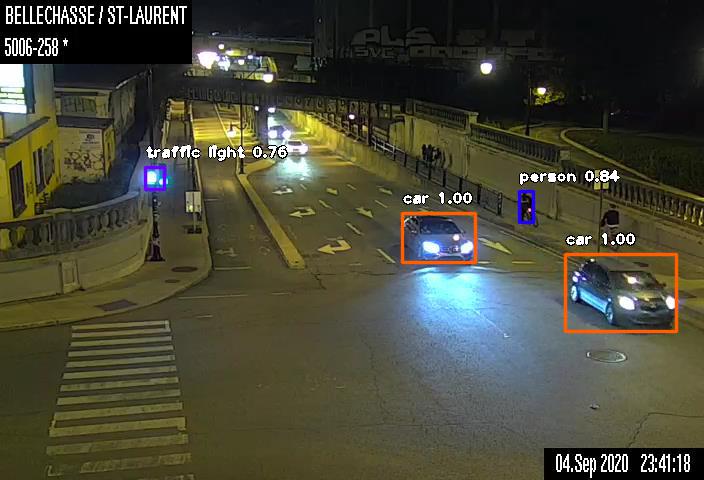 BELLECHASSE / ST-LAURENT
5006-258 *
traffic light 0.76
person 0.84
car 1.00
car 1.00
04.Sep 2020 23:41:18